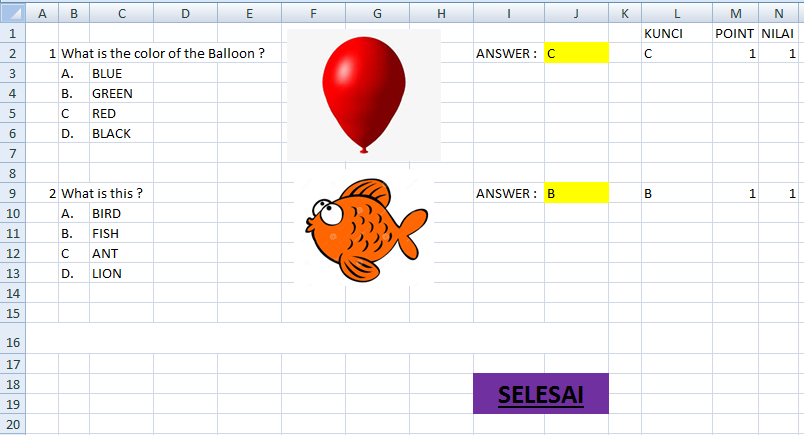 A B C D E F G H I J K L M N
1 KUNCI POINT NILAI
2 1 What is the color of the Balloon ? ANSWER : C C 1 1
3 A. BLUE
4 B. GREEN
5 C RED
6 D. BLACK
7
8
9 2 What is this ? ANSWER : B B 1 1
10 A. BIRD
11 B. FISH
12 C ANT
13 D. LION
14
15
16
17
18 SELESAI
19
20